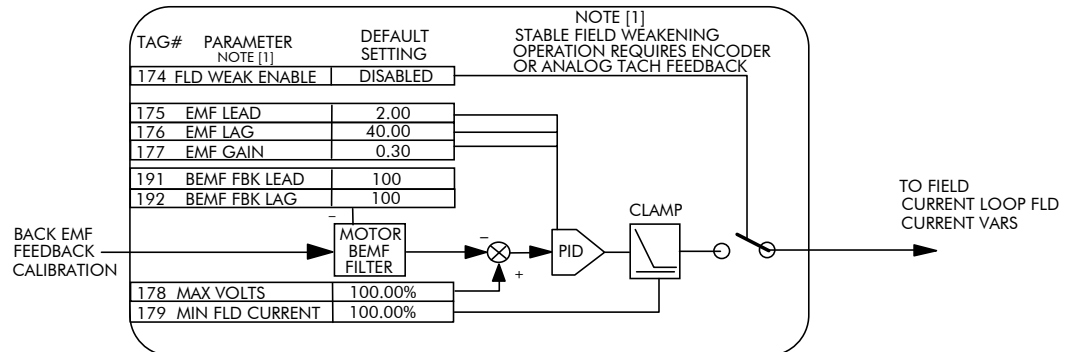 NOTE [1]
STABLE FIELD WEAKENING
OPERATION REQUIRES ENCODER
OR ANALOG TACH FEEDBACK
TAG# PARAMETER DEFAULT
NOTE [1] SETTING
174 FLD WEAK ENABLE DISABLED
175 EMF LEAD 2.00
176 EMF LAG 40.00
177 EMF GAIN 0.30
191 BEMF FBK LEAD 100
192 BEMF FBK LAG 100
–
BACK EMF
FEEDBACK
CALIBRATION
MOTOR
BEMF
FILTER
–
+
PID
CLAMP
TO FIELD
CURRENT LOOP FLD
CURRENT VARS
178 MAX VOLTS 100.00%
179 MIN FLD CURRENT 100.00%